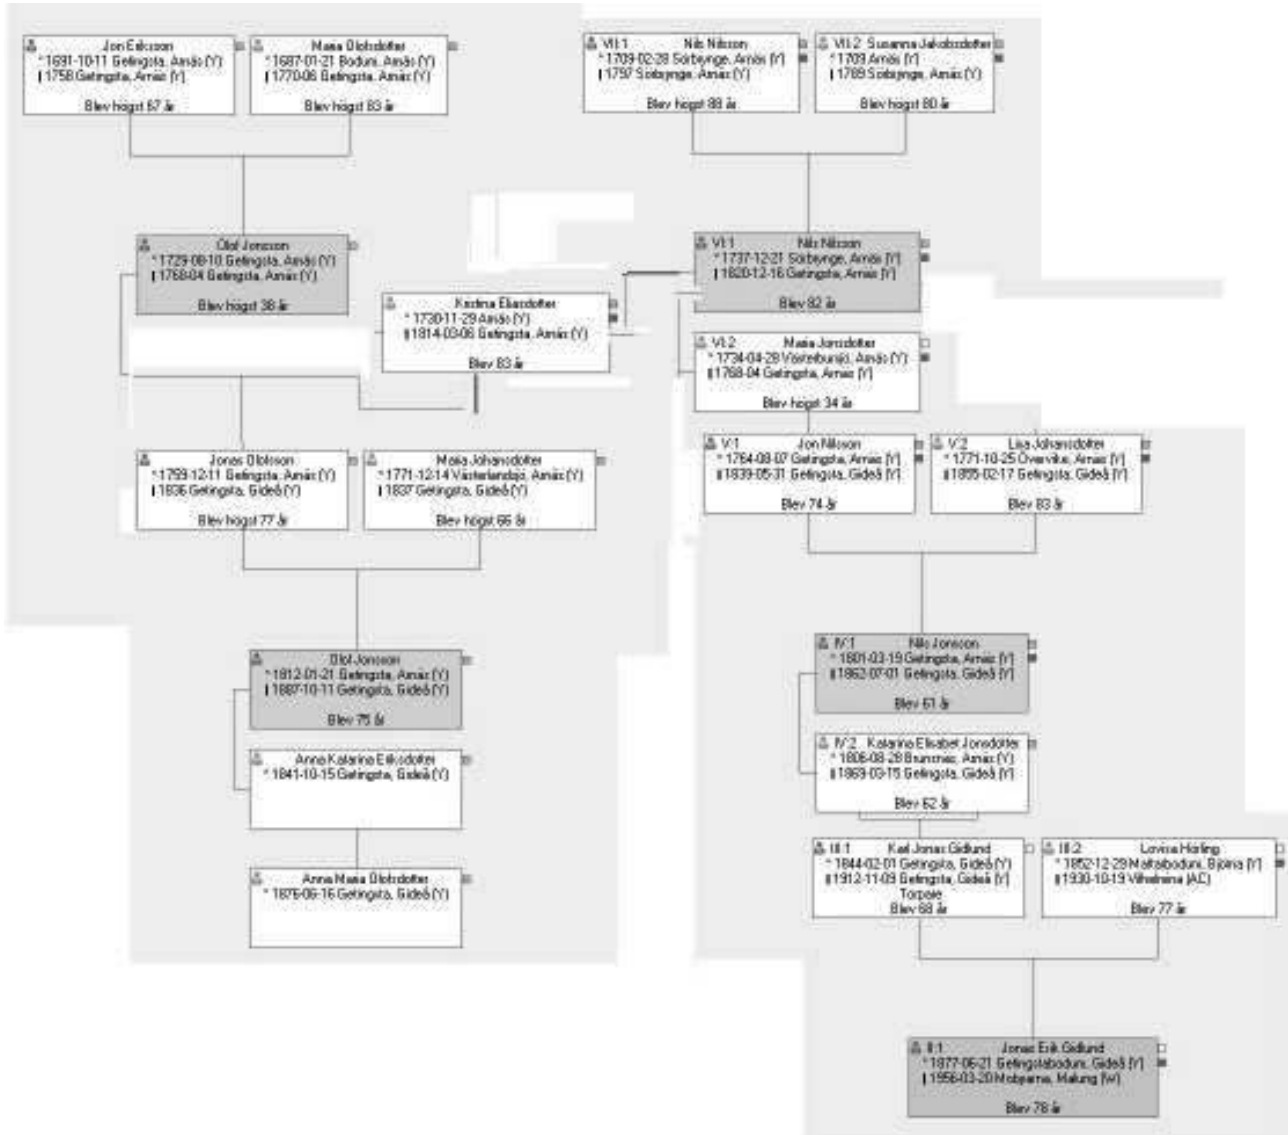 Jon Eriksson
* 1691-10-11 Getingsta, Arnäs (Y)
1758 Getingsta, Arnäs (Y)
Blev högst 67 år
Maria Olofsdotter
* 1687-01-21 Bodum, Arnäs (Y)
1770-06 Getingsta, Arnäs (Y)
Blev högst 83 år
VII:1 Nils Nilsson
* 1709-02-28 Sörbynge, Arnäs (Y)
1797 Sörbynge, Arnäs (Y)
Blev högst 88 år
VII:2 Susanna Jakobsdotter
* 1709 Arnäs (Y)
1789 Sörbynge, Arnäs (Y)
Blev högst 80 år
Olof Jonsson
* 1729-08-10 Getingsta, Arnäs (Y)
1768-04 Getingsta, Arnäs (Y)
Blev högst 38 år
VI:1 Nils Nilsson
* 1737-12-21 Sörbynge, Arnäs (Y)
1820-12-16 Getingsta, Arnäs (Y)
Blev 82 år
Kristina Eliasdotter
* 1730-11-29 Arnäs (Y)
1814-03-06 Getingsta, Arnäs (Y)
Blev 83 år
VI:2 Maria Jonsdotter
* 1734-04-28 Arnäs (Y)
1768-04 Getingsta, Arnäs (Y)
Blev högst 34 år
Jonas Olofsson
* 1759-12-11 Getingsta, Arnäs (Y)
1836 Getingsta, Gideå (Y)
Blev högst 77 år
Maria Johansdotter
* 1771-12-14 Västerlandsjö, Arnäs (Y)
1837 Getingsta, Gideå (Y)
Blev högst 66 år
V:1 Jon Nilsson
* 1764-08-07 Getingsta, Arnäs (Y)
1839-05-31 Getingsta, Gideå (Y)
Blev 74 år
V:2 Lisa Johansdotter
* 1771-10-25 Övervike, Arnäs (Y)
1855-02-17 Getingsta, Gideå (Y)
Blev 83 år
Olof Jonsson
* 1812-01-21 Getingsta, Arnäs (Y)
1887-10-11 Getingsta, Gideå (Y)
Blev 75 år
IV:1 Nils Jonsson
* 1801-03-19 Getingsta, Arnäs (Y)
1862-07-01 Getingsta, Gideå (Y)
Blev 61 år
Anna Katarina Eriksdotter
* 1841-10-15 Getingsta, Gideå (Y)
IV:2 Katarina Elisabet Jonsdotter
* 1806-08-28 Brunsnäs, Arnäs (Y)
1869-03-15 Getingsta, Gideå (Y)
Blev 62 år
Anna Maria Olofsdotter
* 1876-06-16 Getingsta, Gideå (Y)
III:1 Karl Jonas Gidlund
* 1844-02-01 Getingsta, Gideå (Y)
1912-11-09 Getingsta, Gideå (Y)
Torpare
Blev 68 år
III:2 Lovisa Hörling
* 1852-12-29 Mattarbodum, Björna (Y)
1930-10-19 Vilhelmina (AC)
Blev 77 år
II:1 Jonas Erik Gidlund
* 1877-06-21 Getingstabodum, Gideå (Y)
1956-03-20 Mobyarna, Malung (W)
Blev 78 år